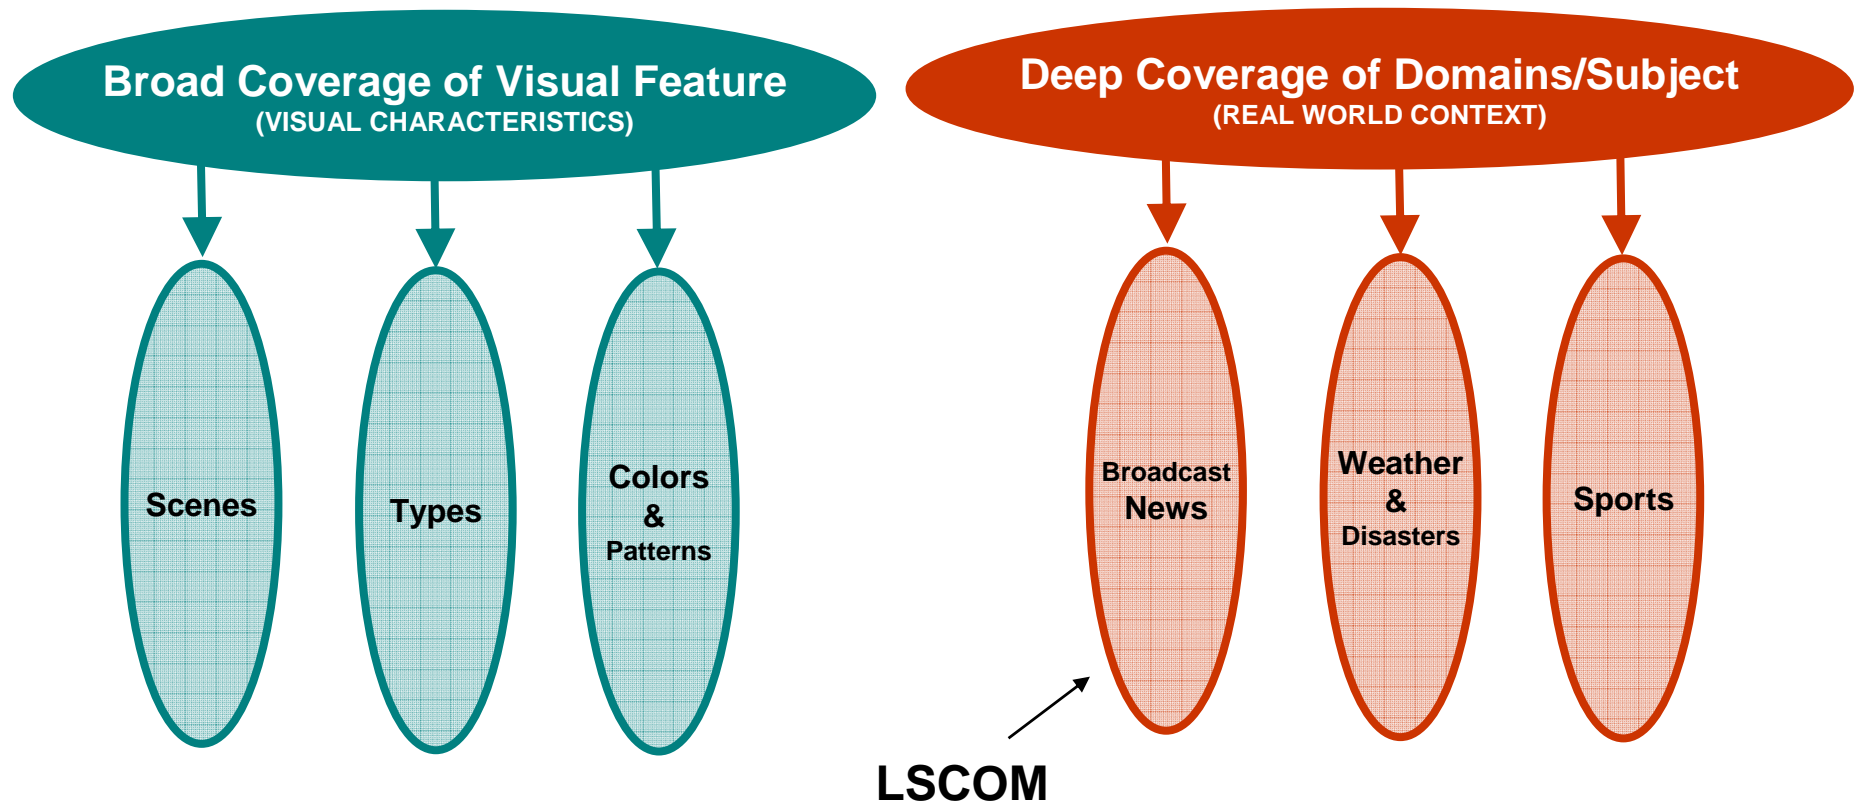 Broad Coverage of Visual Feature
(VISUAL CHARACTERISTICS)
Deep Coverage of Domains/Subject
(REAL WORLD CONTEXT)
Scenes
Types
Colors
&
Patterns
Broadcast
News
Weather
&
Disasters
Sports
LSCOM